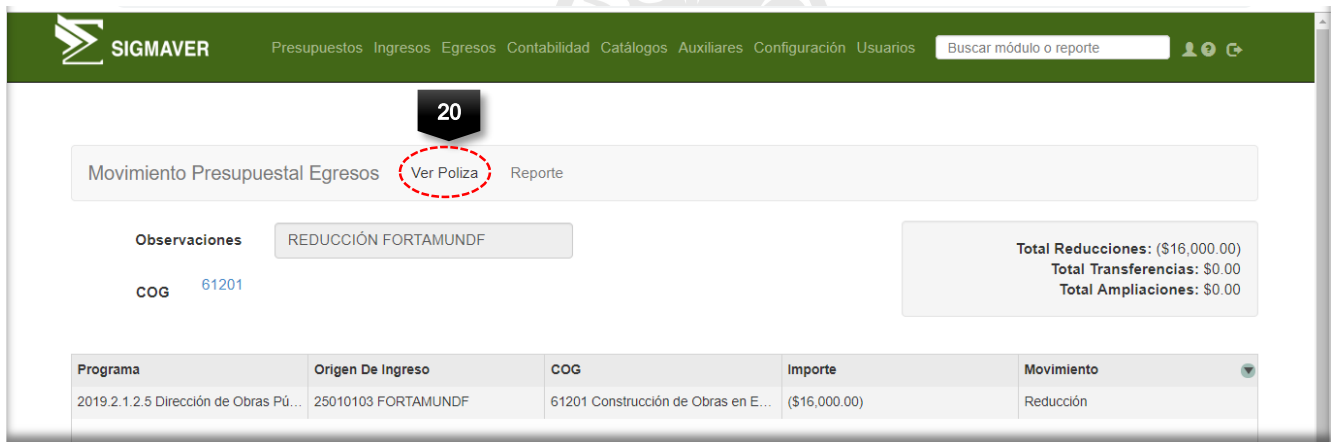 SIGMAVER Presupuestos Ingresos Egresos Contabilidad Catálogos Auxiliares Configuración Usuarios Buscar módulo o reporte
20
Movimiento Presupuestal Egresos Ver Poliza Reporte
Observaciones REDUCCIÓN FORTAMUNDF
COG 61201
Total Reducciones: ($16,000.00)
Total Transferencias: $0.00
Total Ampliaciones: $0.00
Programa Origen De Ingreso COG Importe Movimiento
2019.2.1.2.5 Dirección de Obras Pú... 25010103 FORTAMUNDF 61201 Construcción de Obras en E... ($16,000.00) Reducción